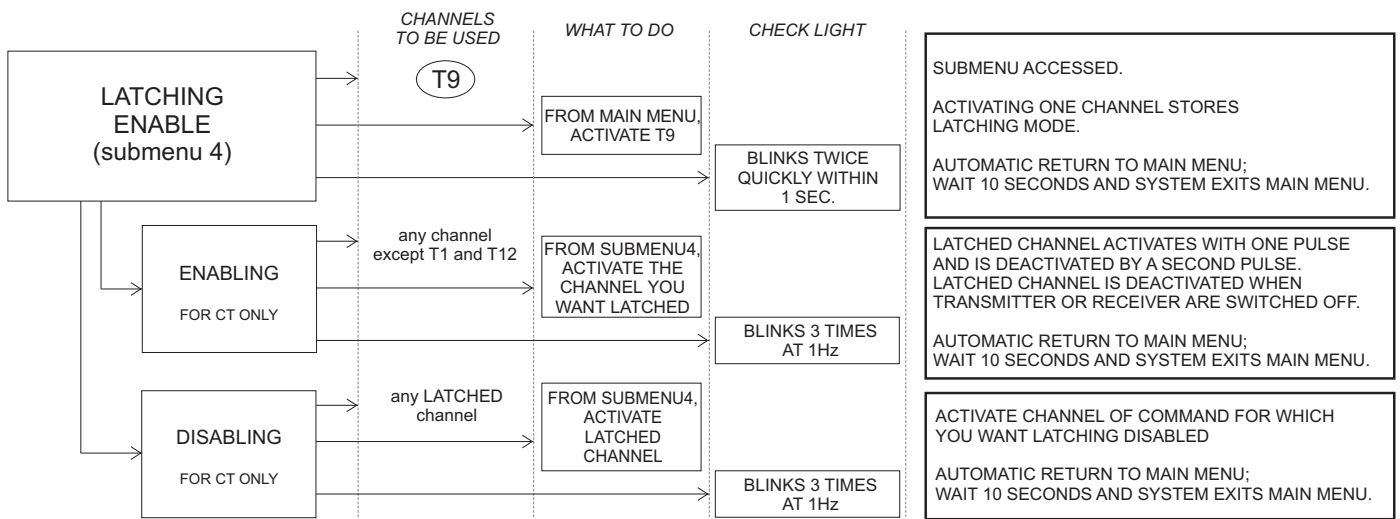 CHANNELS
TO BE USED
WHAT TO DO
CHECK LIGHT
LATCHING
ENABLE
(submenu 4)
T9
FROM MAIN MENU,
ACTIVATE T9
BLINKS TWICE
QUICKLY WITHIN
1 SEC.
SUBMENU ACCESSED.
ACTIVATING ONE CHANNEL STORES
LATCHING MODE.
AUTOMATIC RETURN TO MAIN MENU;
WAIT 10 SECONDS AND SYSTEM EXITS MAIN MENU.
ENABLING
FOR CT ONLY
any channel
except T1 and T12
FROM SUBMENU4,
ACTIVATE THE
CHANNEL YOU
WANT LATCHED
BLINKS 3 TIMES
AT 1Hz
LATCHED CHANNEL ACTIVATES WITH ONE PULSE
AND IS DEACTIVATED BY A SECOND PULSE.
LATCHED CHANNEL IS DEACTIVATED WHEN
TRANSMITTER OR RECEIVER ARE SWITCHED OFF.
AUTOMATIC RETURN TO MAIN MENU;
WAIT 10 SECONDS AND SYSTEM EXITS MAIN MENU.
DISABLING
FOR CT ONLY
any LATCHED
channel
FROM SUBMENU4,
ACTIVATE
LATCHED
CHANNEL
BLINKS 3 TIMES
AT 1Hz
ACTIVATE CHANNEL OF COMMAND FOR WHICH
YOU WANT LATCHING DISABLED
AUTOMATIC RETURN TO MAIN MENU;
WAIT 10 SECONDS AND SYSTEM EXITS MAIN MENU.